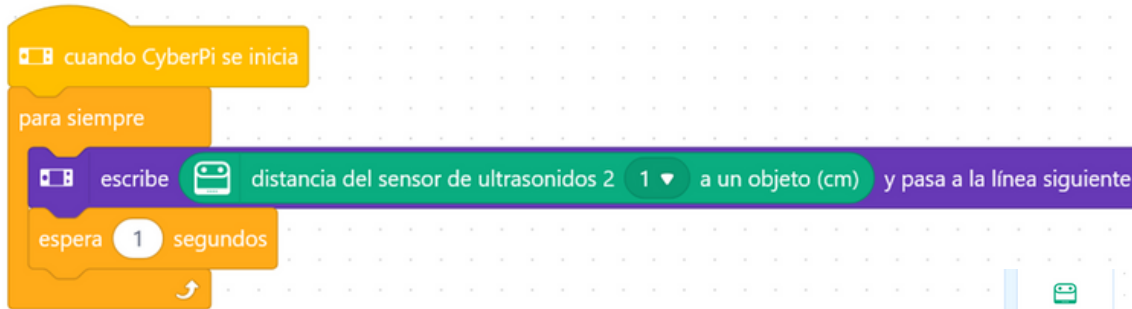 cuando CyberPi se inicia
para siempre
escribe distancia del sensor de ultrasonidos 2 1 a un objeto (cm) y pasa a la línea siguiente
espera 1 segundos